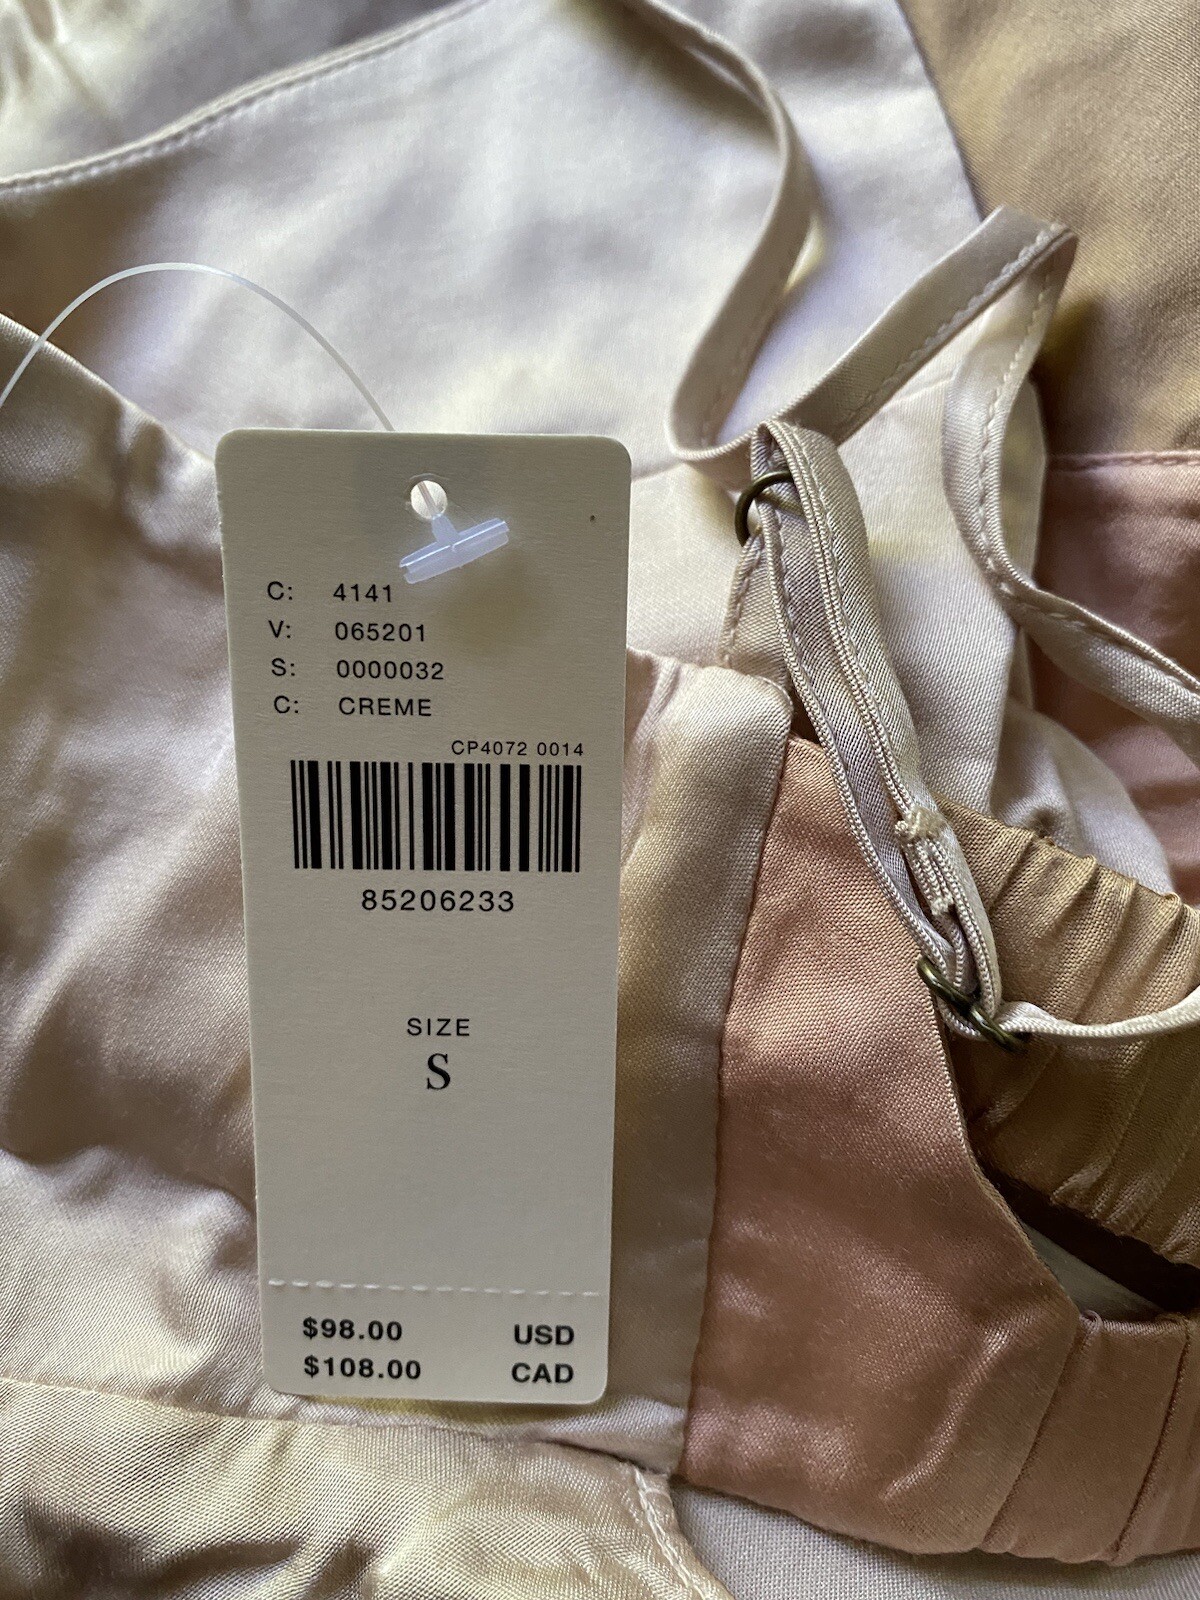 C: 4141
V: 065201
S: 0000032
C: CREME
CP4072 0014
85206233
SIZE
S
$98.00 USD
$108.00 CAD